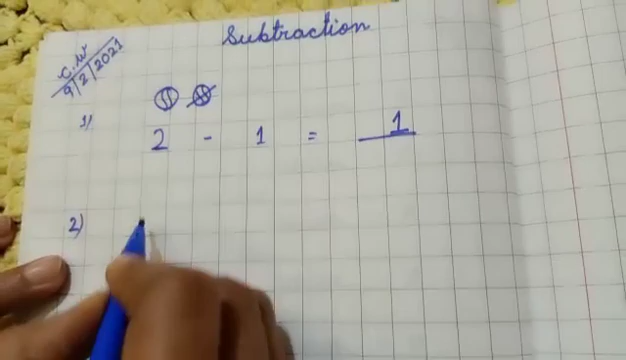 Subtraction
C.W
9/2/2021
1)
2 - 1 = 1
2)